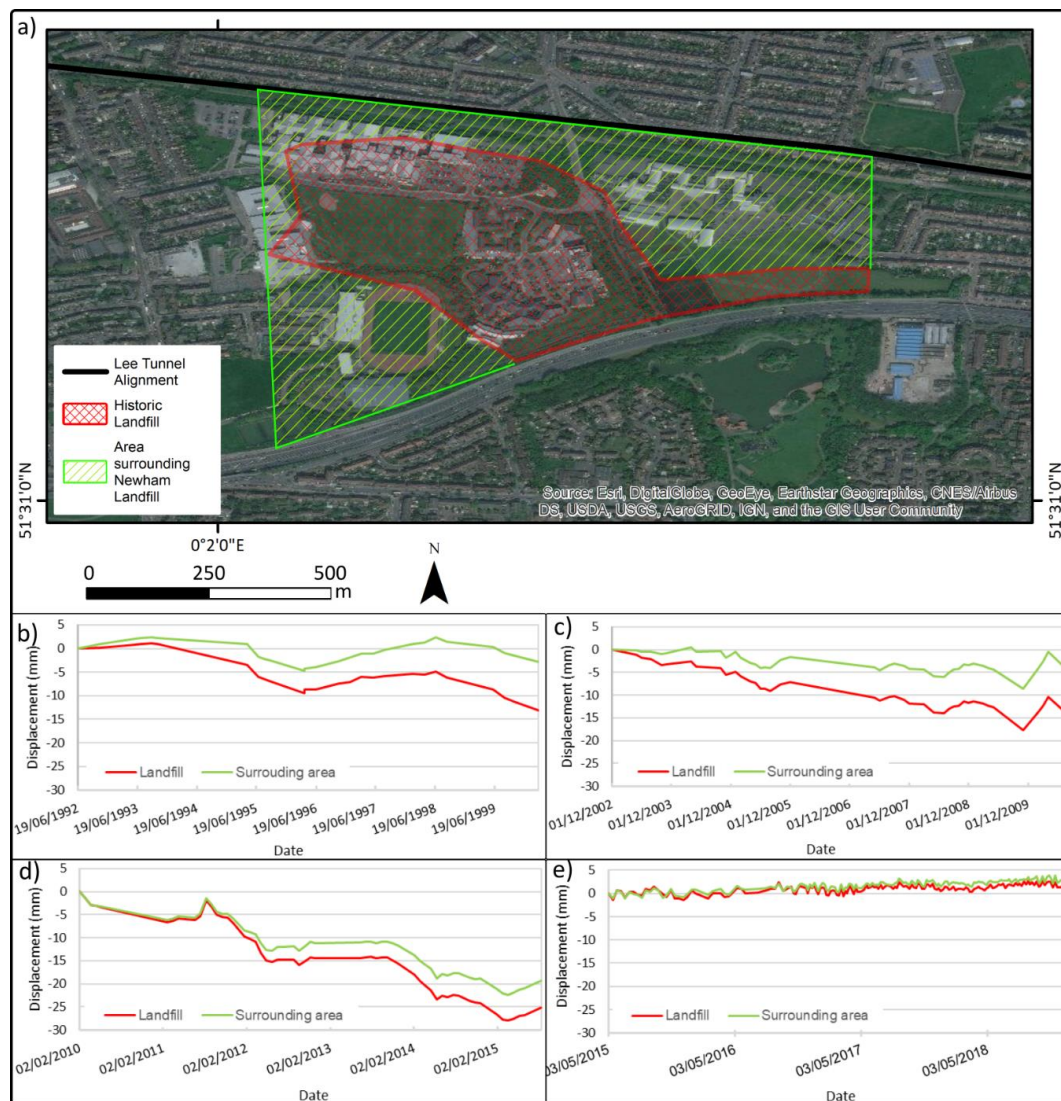 a)
51°31'0"N
51°31'0"N
Lee Tunnel
Alignment
Historic
Landfill
Area
surrounding
Newham
Landfill
Source: Esri, DigitalGlobe, GeoEye, Earthstar Geographics, CNES/Airbus
DS, USDA, USGS, AeroGRID, IGN, and the GIS User Community
0°2'0"E
0 250 500
m
N
b)
Displacement (mm)
5
0
-5
-10
-15
-20
-25
-30
Landfill Surrouding area
19/06/1992 19/06/1993 19/06/1994 19/06/1995 19/06/1996 19/06/1997 19/06/1998 19/06/1999
Date
c)
Displacement (mm)
5
0
-5
-10
-15
-20
-25
-30
Landfill Surrounding area
01/12/2002 01/12/2003 01/12/2004 01/12/2005 01/12/2006 01/12/2007 01/12/2008 01/12/2009
Date
d)
Displacement (mm)
5
0
-5
-10
-15
-20
-25
-30
Landfill Surrounding area
02/02/2010 02/02/2011 02/02/2012 02/02/2013 02/02/2014 02/02/2015
Date
e)
Displacement (mm)
5
0
-5
-10
-15
-20
-25
-30
Landfill Surrounding area
03/05/2015 03/05/2016 03/05/2017 03/05/2018
Date